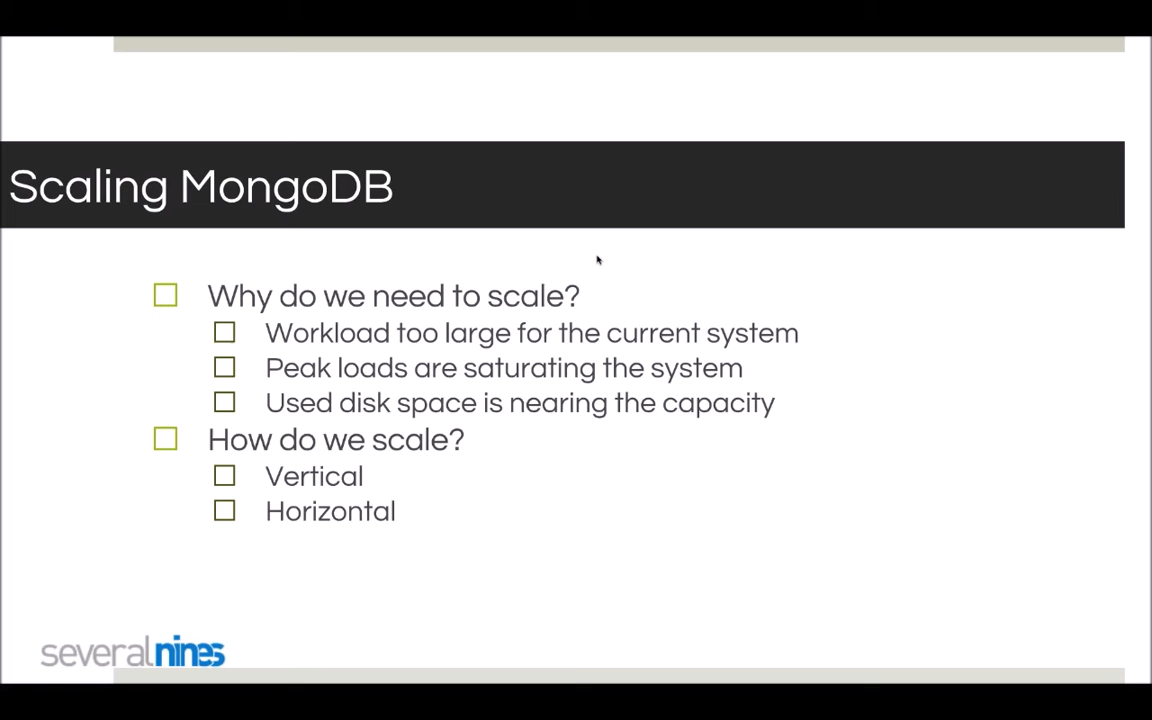 Scaling MongoDB
Why do we need to scale?
Workload too large for the current system
Peak loads are saturating the system
Used disk space is nearing the capacity
How do we scale?
Vertical
Horizontal
severalnines